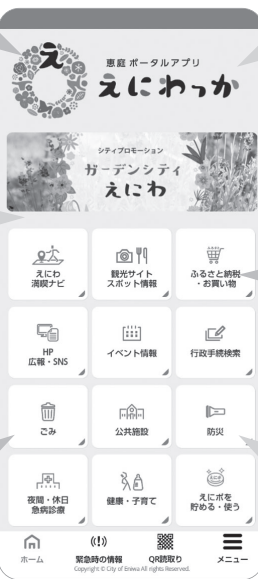 え
恵庭 ポータルアプリ
えにわっか
シティプロモーション
ガーデンシティ
えにわ
えにわ
満喫ナビ
観光サイト
スポット情報
ふるさと納税
・お買い物
HP
広報・SNS
イベント情報
行政手続検索
ごみ
公共施設
防災
夜間・休日
急病診療
健康・子育て
えにポを
貯める・使う
ホーム
緊急時の情報
QR読取り
メニュー
Copyright © City of Eniwa All rights Reserved.